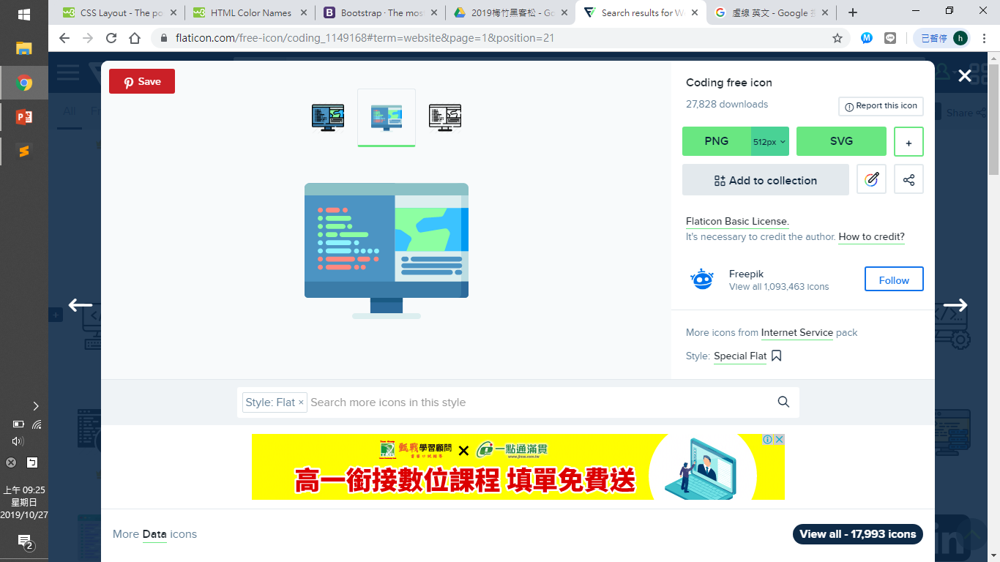 CSS Layout - The po
HTML Color Names
Bootstrap · The mos
2019梅竹黑客松 - Go
Search results for W
虛線 英文 - Google 搜
flaticon.com/free-icon/coding_1149168#term=website&page=1&position=21
已暫停
h
Save
Coding free icon
27,828 downloads
Report this icon
PNG
512px
SVG
+
Add to collection
Flaticon Basic License.
It's necessary to credit the author. How to credit?
Freepik
View all 1,093,463 icons
Follow
More icons from Internet Service pack
Style: Special Flat
All
Share
Style: Flat ×
Search more icons in this style
甄戰學習顧問 × 一點通滿貫
www.jinse.com.tw
高一銜接數位課程 填單免費送
More Data icons
View all - 17,993 icons
上午 09:25
星期日
2019/10/27
2